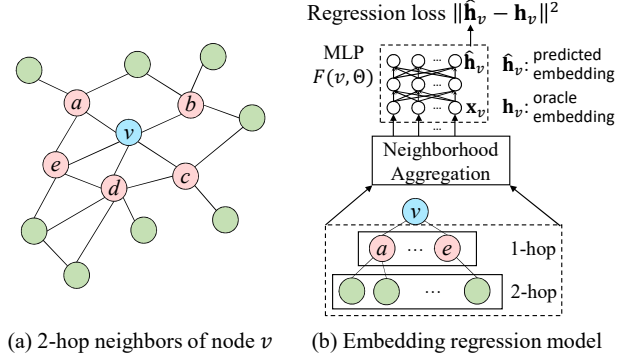 Regression loss ‖ĥ_v − h_v‖²
MLP
F(v, Θ)
...
...
ĥ_v
...
x_v
...
ĥ_v: predicted
embedding
h_v: oracle
embedding
Neighborhood
Aggregation
a
b
v
e
d
c
v
a ... e
1-hop
...
2-hop
(a) 2-hop neighbors of node v
(b) Embedding regression model